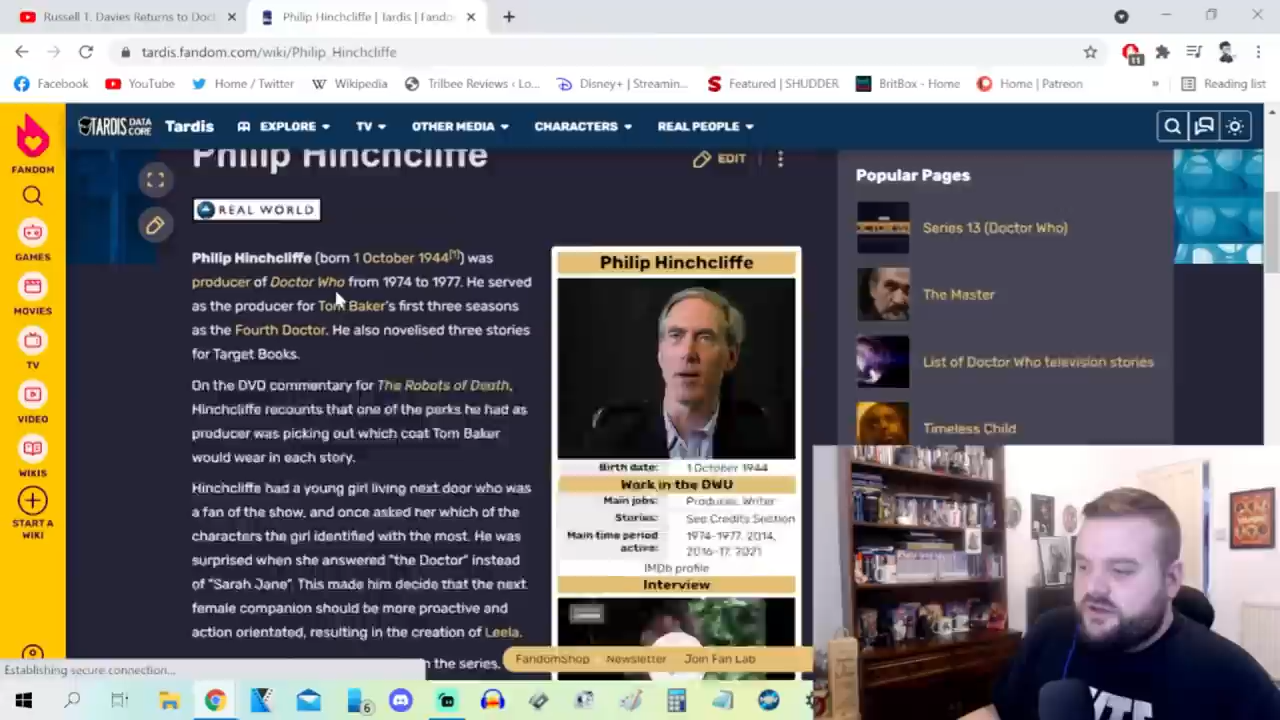 Russell T. Davies Returns to Doct
Philip Hinchcliffe | Tardis | Fando
tardis.fandom.com/wiki/Philip_Hinchcliffe
11
Facebook
YouTube
Home / Twitter
Wikipedia
Trilbee Reviews ‹ Lo...
Disney+ | Streamin...
Featured | SHUDDER
BritBox - Home
Home | Patreon
»
Reading list
TARDIS DATA CORE
Tardis
EXPLORE
TV
OTHER MEDIA
CHARACTERS
REAL PEOPLE
FANDOM
GAMES
MOVIES
TV
VIDEO
WIKIS
START A
WIKI
Philip Hinchcliffe
EDIT
REAL WORLD
Philip Hinchcliffe (born 1 October 1944[1]) was
producer of Doctor Who from 1974 to 1977. He served
as the producer for Tom Baker's first three seasons
as the Fourth Doctor. He also novelised three stories
for Target Books.
On the DVD commentary for The Robots of Death,
Hinchcliffe recounts that one of the perks he had as
producer was picking out which coat Tom Baker
would wear in each story.
Hinchcliffe had a young girl living next door who was
a fan of the show, and once asked her which of the
characters the girl identified with the most. He was
surprised when she answered "the Doctor" instead
of "Sarah Jane". This made him decide that the next
female companion should be more proactive and
action orientated, resulting in the creation of Leela.
n the series.
Philip Hinchcliffe
Birth date: 1 October 1944
Work in the DWU
Main jobs: Producer, Writer
Stories: See Credits Section
Main time period active: 1974-1977, 2014, 2016-17, 2021
IMDb profile
Interview
Popular Pages
Series 13 (Doctor Who)
The Master
List of Doctor Who television stories
Timeless Child
FandomShop
Newsletter
Join Fan Lab
Establishing secure connection...
6